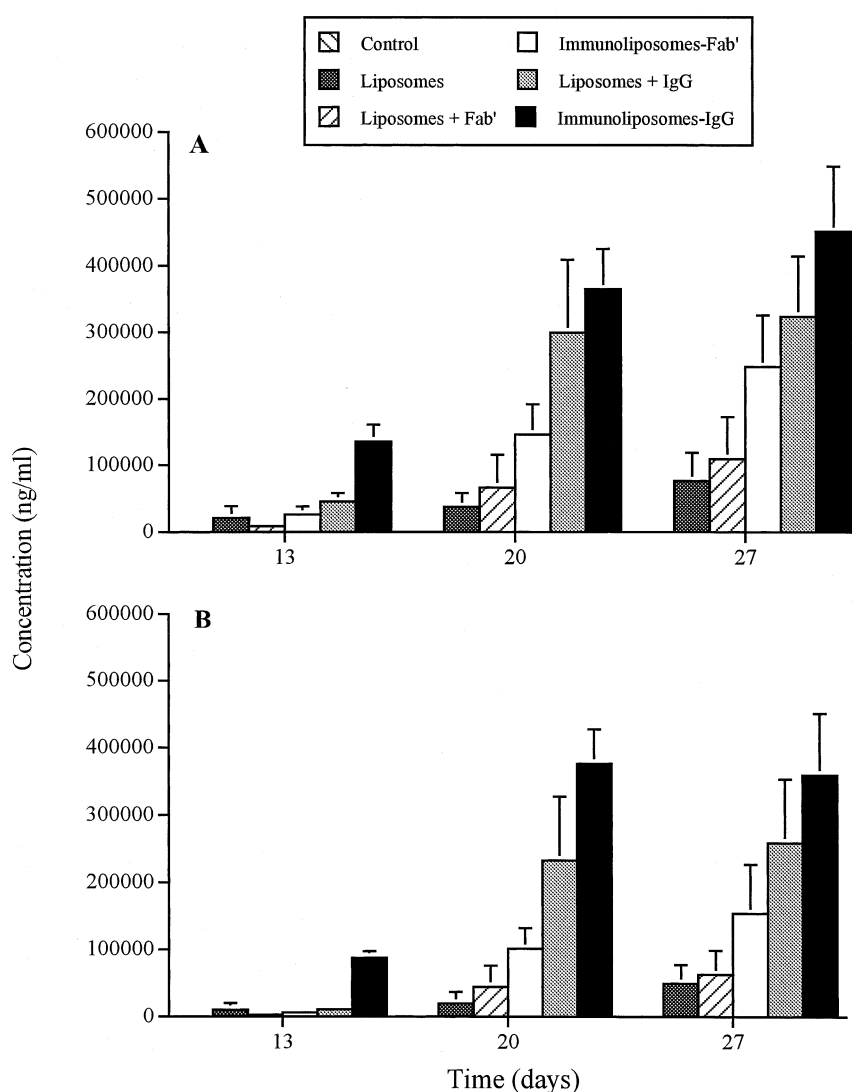 Control
Immunoliposomes-Fab'
Liposomes
Liposomes + IgG
Liposomes + Fab'
Immunoliposomes-IgG
A
600000
500000
400000
300000
200000
100000
0
13
20
27
Concentration (ng/ml)
B
600000
500000
400000
300000
200000
100000
0
13
20
27
Time (days)